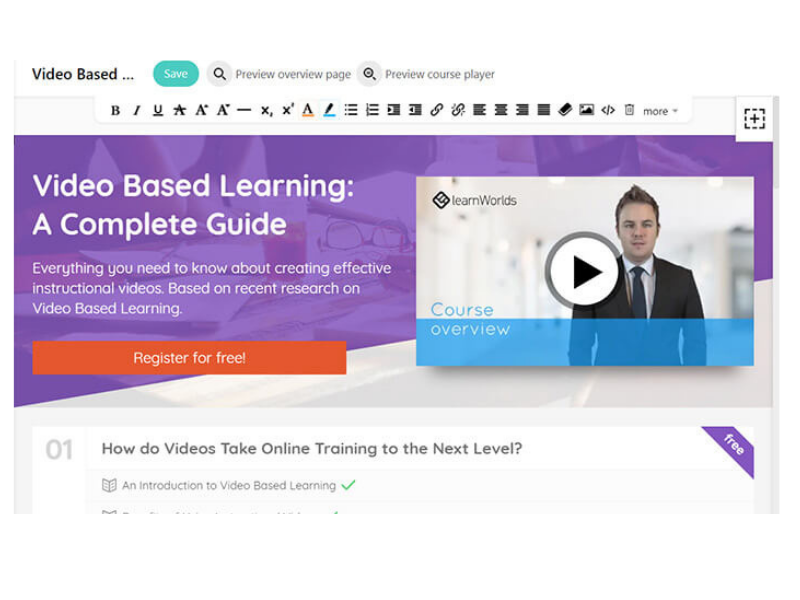 Video Based ... Save Preview overview page Preview course player
B I U A A A x, x' A more
Video Based Learning:
A Complete Guide
Everything you need to know about creating effective
instructional videos. Based on recent research on
Video Based Learning.
Register for free!
learnWorlds
Course
overview
01 How do Videos Take Online Training to the Next Level?
free
An Introduction to Video Based Learning